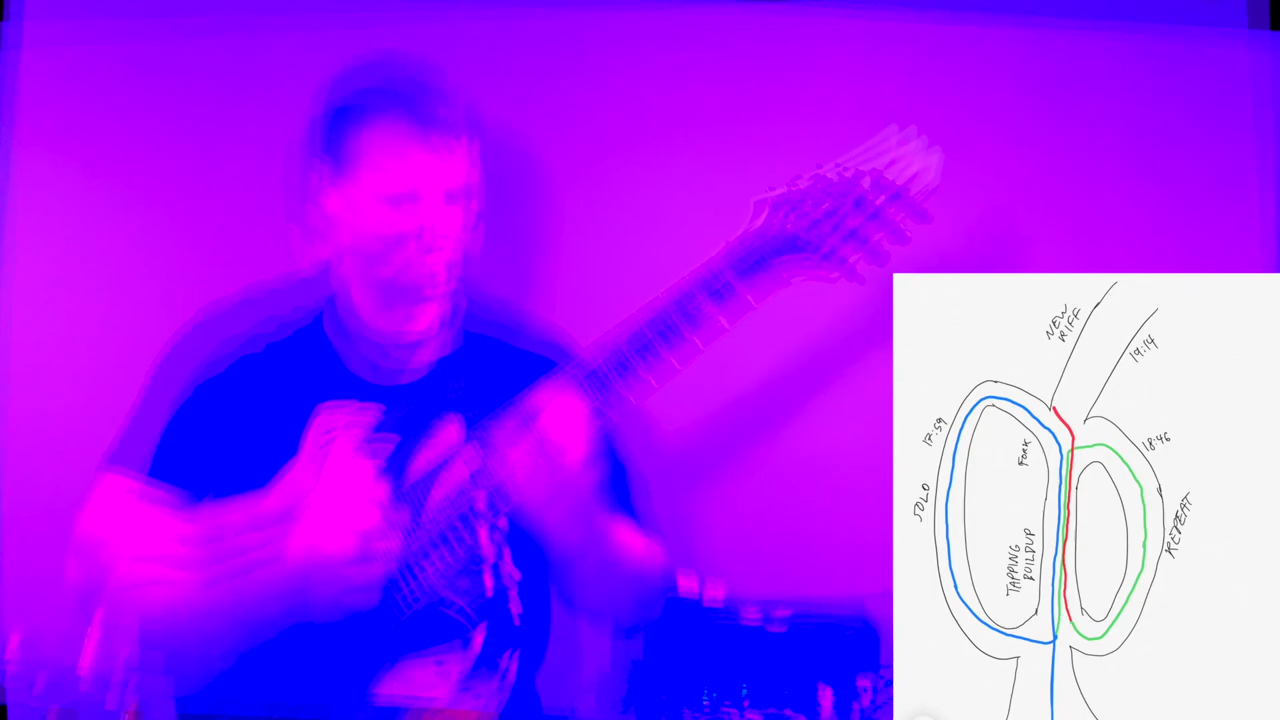 NEW
RIFF
19:14
17:59
FORK
18:46
SOLO
TAPPING
BUILDUP
REPEAT